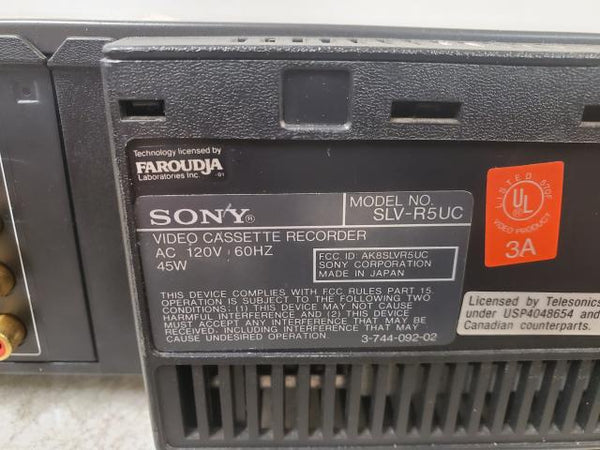 Technology licensed by
FAROUDJA
Laboratories Inc. -01
SONY®
MODEL NO.
SLV-R5UC
VIDEO CASSETTE RECORDER
AC 120V 60HZ
45W
FCC ID: AK8SLVR5UC
SONY CORPORATION
MADE IN JAPAN
THIS DEVICE COMPLIES WITH FCC RULES PART 15.
OPERATION IS SUBJECT TO THE FOLLOWING TWO
CONDITIONS: (1) THIS DEVICE MAY NOT CAUSE
HARMFUL INTERFERENCE AND (2) THIS DEVICE
MUST ACCEPT ANY INTERFERENCE THAT MAY BE
RECEIVED, INCLUDING INTERFERENCE THAT MAY
CAUSE UNDESIRED OPERATION.
3-744-092-02
LISTED 570F
UL®
VIDEO PRODUCT
3A
Licensed by Telesonics
under USP4048654 and
Canadian counterparts.